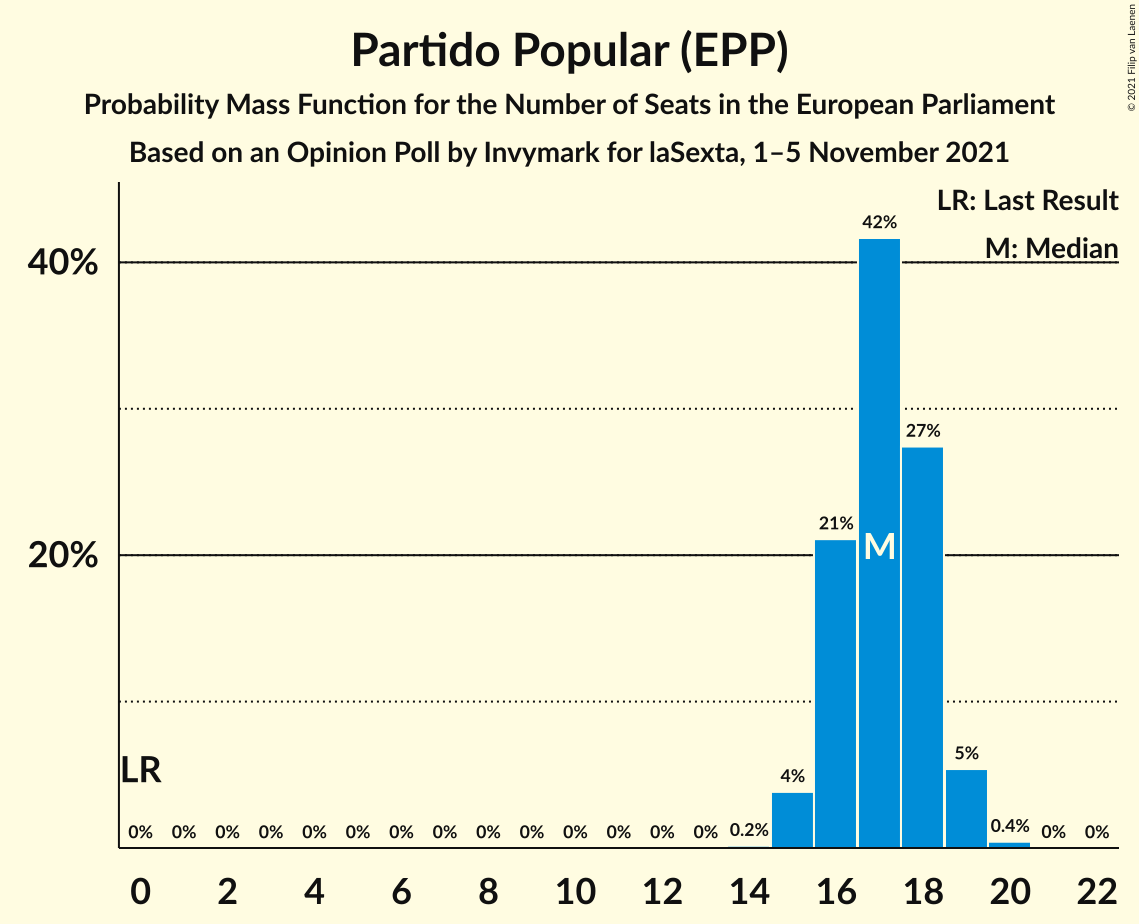 Partido Popular (EPP)
Probability Mass Function for the Number of Seats in the European Parliament
Based on an Opinion Poll by Invymark for laSexta, 1–5 November 2021
© 2021 Filip van Laenen
LR: Last Result
M: Median
40%
20%
42%
27%
21%
M
5%
4%
LR
0% 0% 0% 0% 0% 0% 0% 0% 0% 0% 0% 0% 0% 0% 0.2% 0.4% 0% 0%
0 2 4 6 8 10 12 14 16 18 20 22